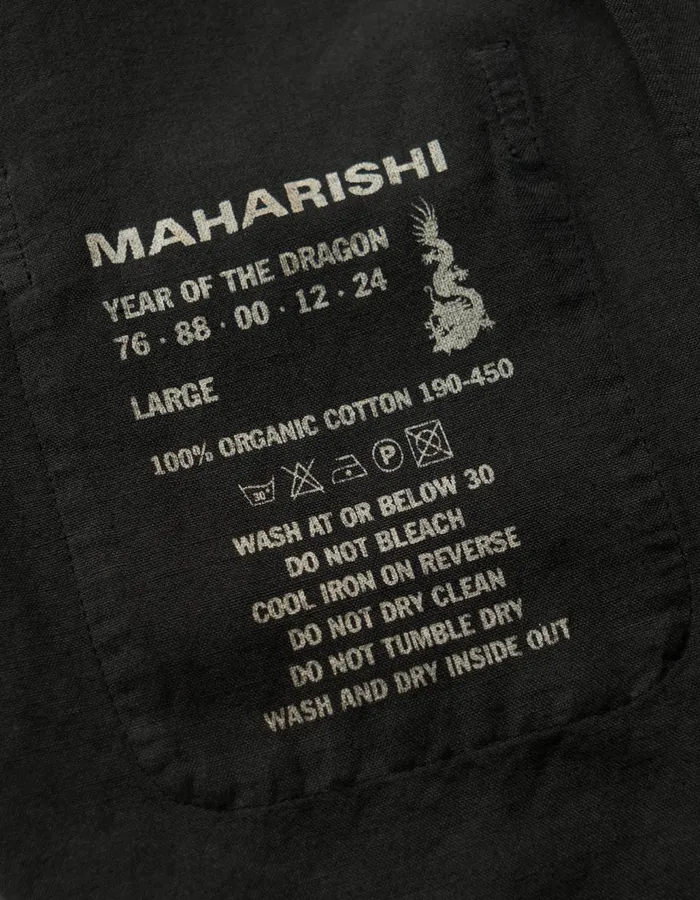 MAHARISHI
YEAR OF THE DRAGON
76 · 88 · 00 · 12 · 24
LARGE
100% ORGANIC COTTON 190-450
30° P
WASH AT OR BELOW 30
DO NOT BLEACH
COOL IRON ON REVERSE
DO NOT DRY CLEAN
DO NOT TUMBLE DRY
WASH AND DRY INSIDE OUT